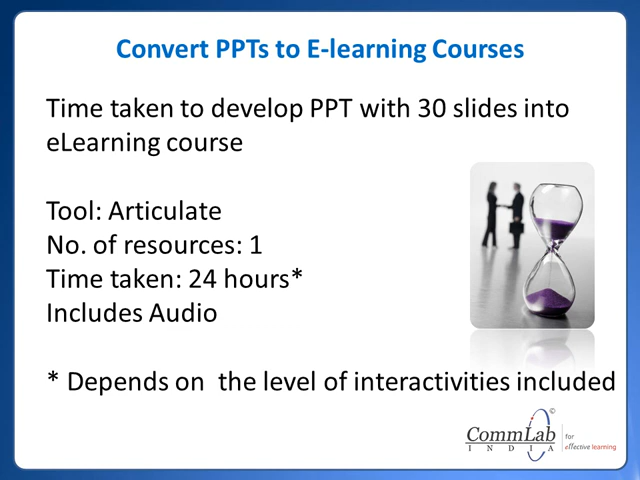 Convert PPTs to E-learning Courses
Time taken to develop PPT with 30 slides into
eLearning course
Tool: Articulate
No. of resources: 1
Time taken: 24 hours*
Includes Audio
* Depends on  the level of interactivities included
©
CommLab
INDIA
for
effective learning